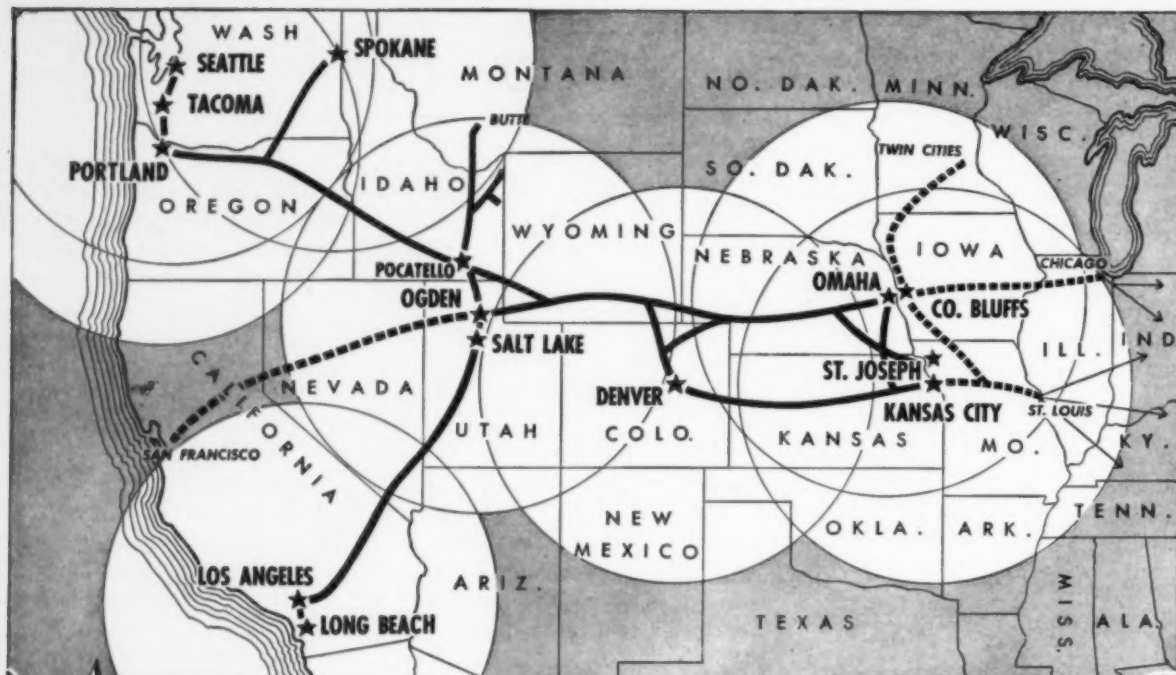 WASH
SPOKANE
SEATTLE
MONTANA
NO. DAK.
MINN.
TACOMA
BUTTE
WISC.
TWIN CITIES
PORTLAND
IDAHO
SO. DAK.
OREGON
WYOMING
IOWA
NEBRASKA
CHICAGO
POCATELLO
OMAHA
OGDEN
CO. BLUFFS
SALT LAKE
ILL.
IND
CALIFORNIA
NEVADA
ST. JOSEPH
DENVER
KANSAS CITY
ST. LOUIS
UTAH
COLO.
KANSAS
MO.
KY.
SAN FRANCISCO
NEW
MEXICO
OKLA.
ARK.
TENN.
LOS ANGELES
ARIZ.
LONG BEACH
TEXAS
MISS.
ALA.